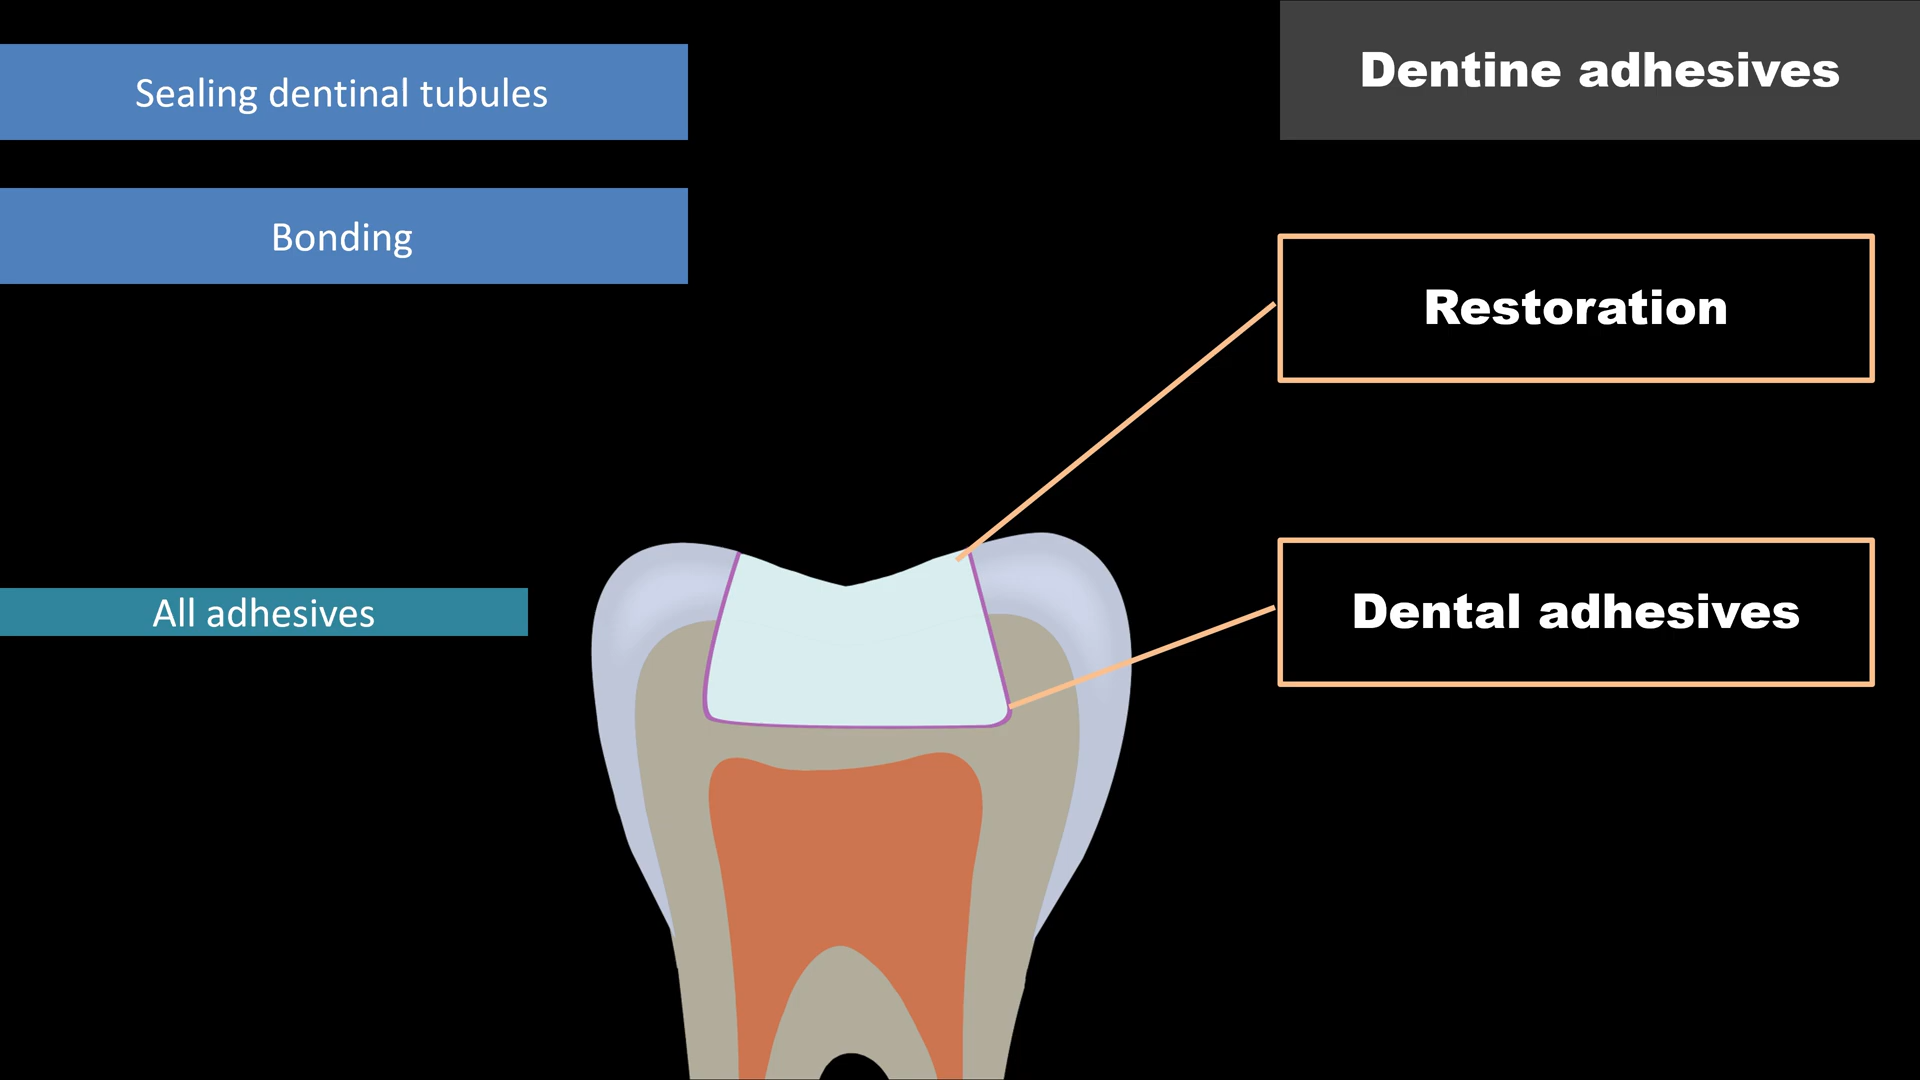 Sealing dentinal tubules
Bonding
All adhesives
Dentine adhesives
Restoration
Dental adhesives